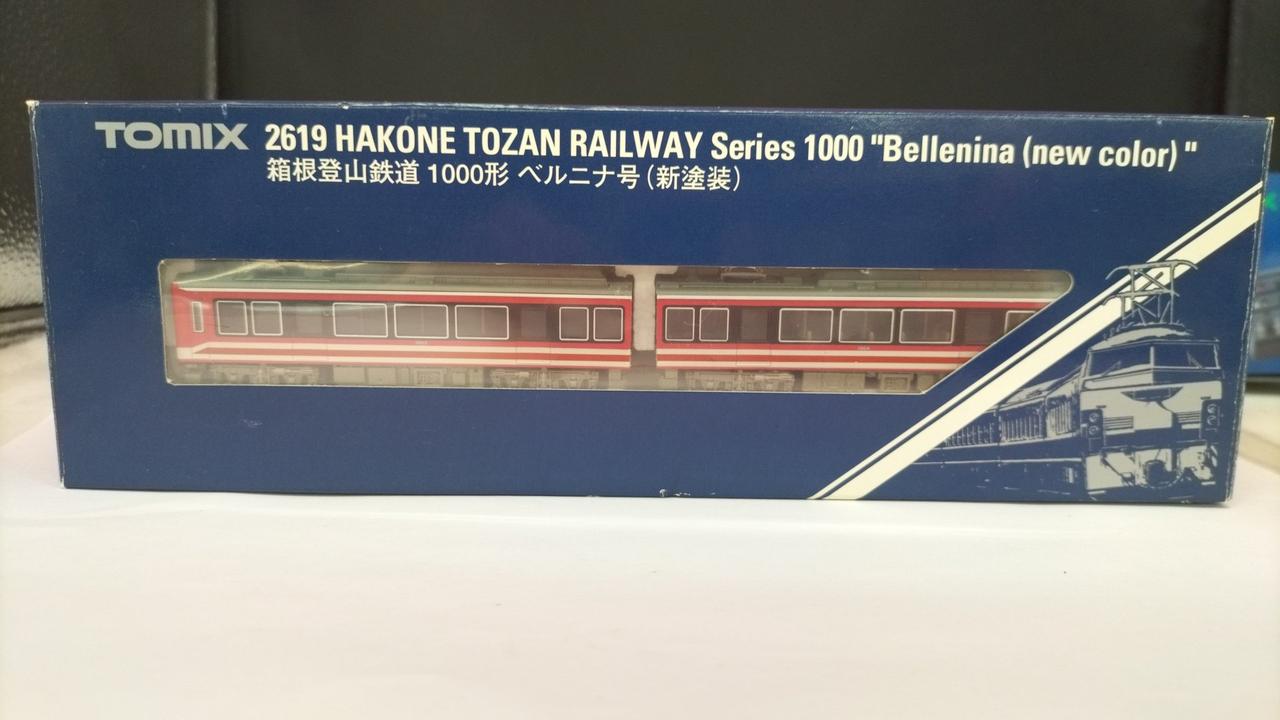 TOMIX 2619 HAKONE TOZAN RAILWAY Series 1000 "Bellenina (new color) "
箱根登山鉄道 1000形 ベルニナ号(新塗装)